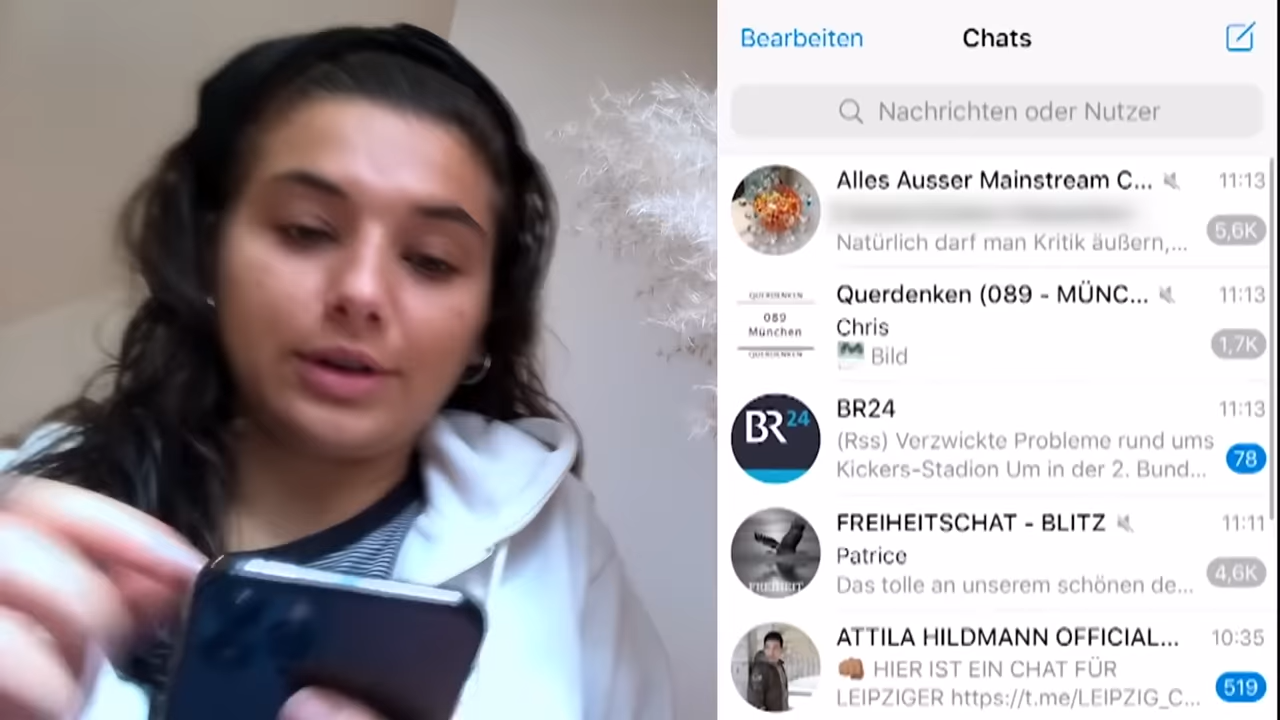 Bearbeiten
Chats
Nachrichten oder Nutzer
Alles Ausser Mainstream C...
11:13
Natürlich darf man Kritik äußern,...
5,6K
QUERDENKEN
089
München
QUERDENKEN
Querdenken (089 - MÜNC...
11:13
Chris
Bild
1,7K
BR24
BR24
11:13
(Rss) Verzwickte Probleme rund ums
Kickers-Stadion Um in der 2. Bund...
78
FREIHEIT
FREIHEITSCHAT - BLITZ
11:11
Patrice
Das tolle an unserem schönen de...
4,6K
ATTILA HILDMANN OFFICIAL...
10:35
👊🏽 HIER IST EIN CHAT FÜR
LEIPZIGER https://t.me/LEIPZIG_C...
519